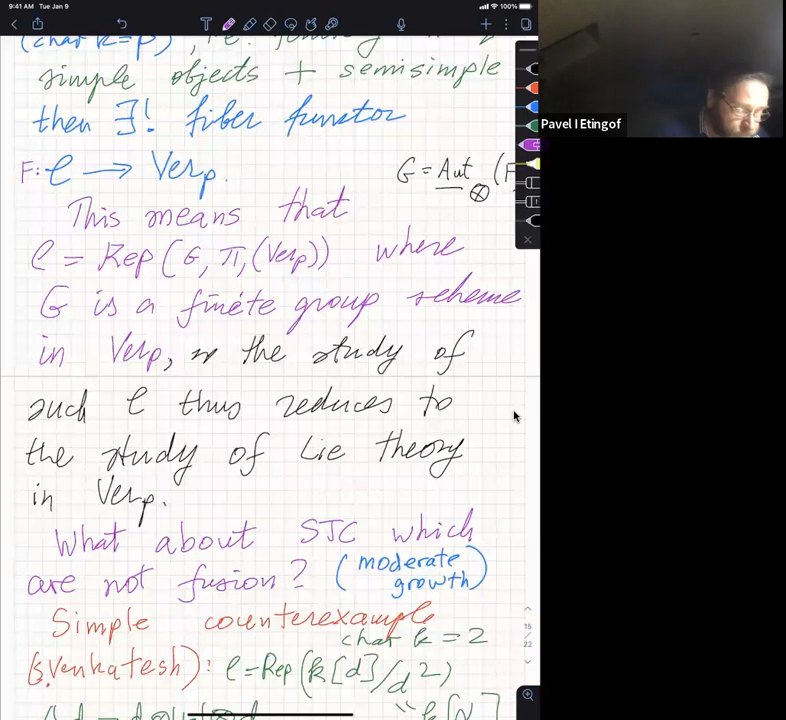 9:41 AM Tue Jan 9
100%
(char k=p), i.e.
simple objects + semisimple
then ∃! fiber functor
F: C → Verp.
G = Aut⊗ (F
This means that
C = Rep(G, π, (Verp)) where
G is a finite group scheme
in Verp, the study of
such C thus reduces to
the study of Lie theory
in Verp.
What about STC which
are not fusion? (moderate growth)
Simple counterexample
char k = 2
(S.Venkatesh): C=Rep(k[d]/d²)
Pavel I Etingof
15
22